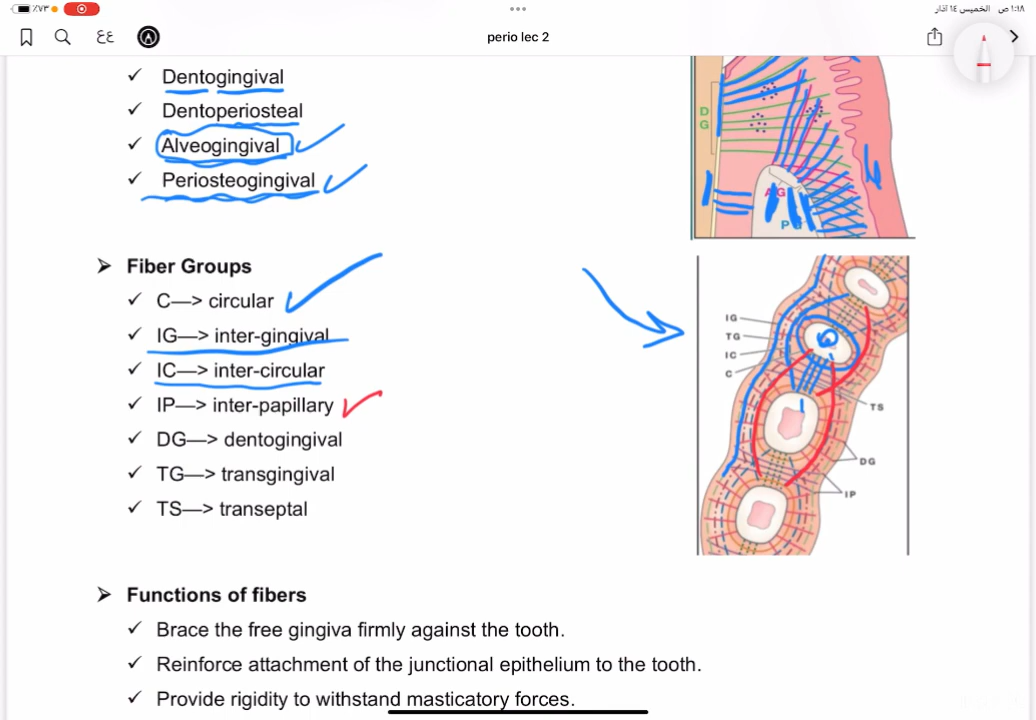 ٪٧٣
١:١٨ ص الخميس ١٤ آذار
عع
perio lec 2
✓ Dentogingival
✓ Dentoperiosteal
✓ Alveogingival
✓ Periosteogingival
D
G
AG
P
➤ Fiber Groups
✓ C—> circular
✓ IG—> inter-gingival
✓ IC—> inter-circular
✓ IP—> inter-papillary
✓ DG—> dentogingival
✓ TG—> transgingival
✓ TS—> transeptal
IG
TG
IC
C
TS
DG
IP
➤ Functions of fibers
✓ Brace the free gingiva firmly against the tooth.
✓ Reinforce attachment of the junctional epithelium to the tooth.
✓ Provide rigidity to withstand masticatory forces.